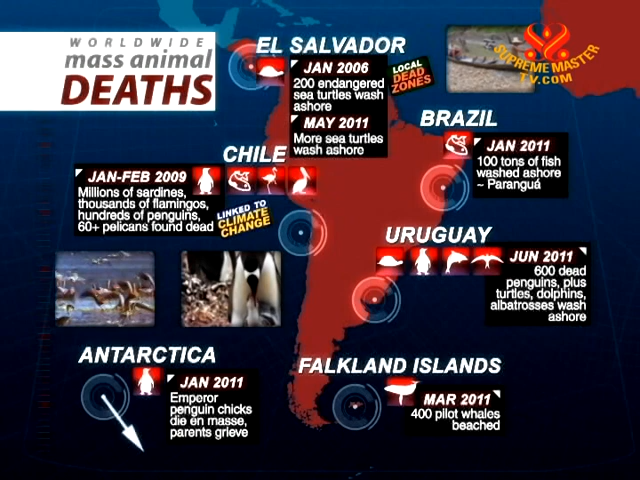 WORLDWIDE
mass animal
DEATHS
EL SALVADOR
JAN 2006
200 endangered
sea turtles wash
ashore
MAY 2011
More sea turtles
wash ashore
LOCAL
DEAD
ZONES
SUPREME MASTER
TV.COM
BRAZIL
JAN 2011
100 tons of fish
washed ashore
~ Paranguá
CHILE
JAN-FEB 2009
Millions of sardines,
thousands of flamingos,
hundreds of penguins,
60+ pelicans found dead
LINKED TO
CLIMATE
CHANGE
URUGUAY
JUN 2011
600 dead
penguins, plus
turtles, dolphins,
albatrosses wash
ashore
ANTARCTICA
JAN 2011
Emperor
penguin chicks
die en masse,
parents grieve
FALKLAND ISLANDS
MAR 2011
400 pilot whales
beached